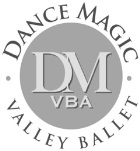 DANCE MAGIC
DM
VBA
• VALLEY BALLET •